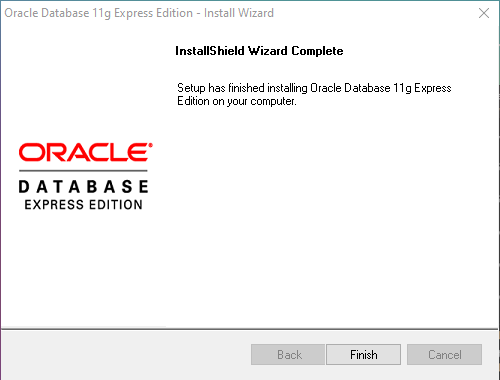 Oracle Database 11g Express Edition - Install Wizard
InstallShield Wizard Complete
Setup has finished installing Oracle Database 11g Express
Edition on your computer.
ORACLE
DATABASE
EXPRESS EDITION
Back
Finish
Cancel